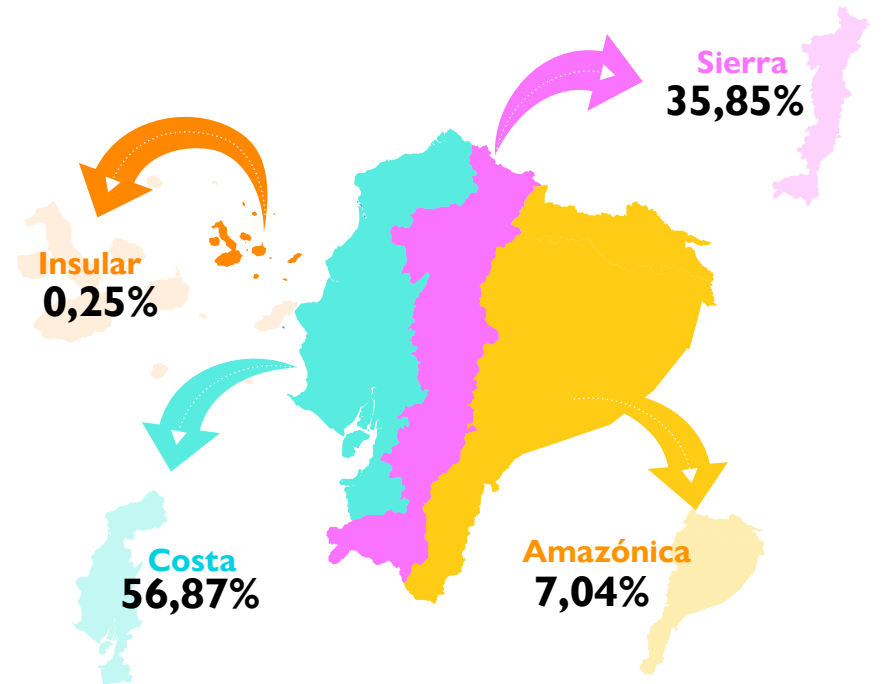 Sierra
35,85%
Insular
0,25%
Costa
56,87%
Amazónica
7,04%